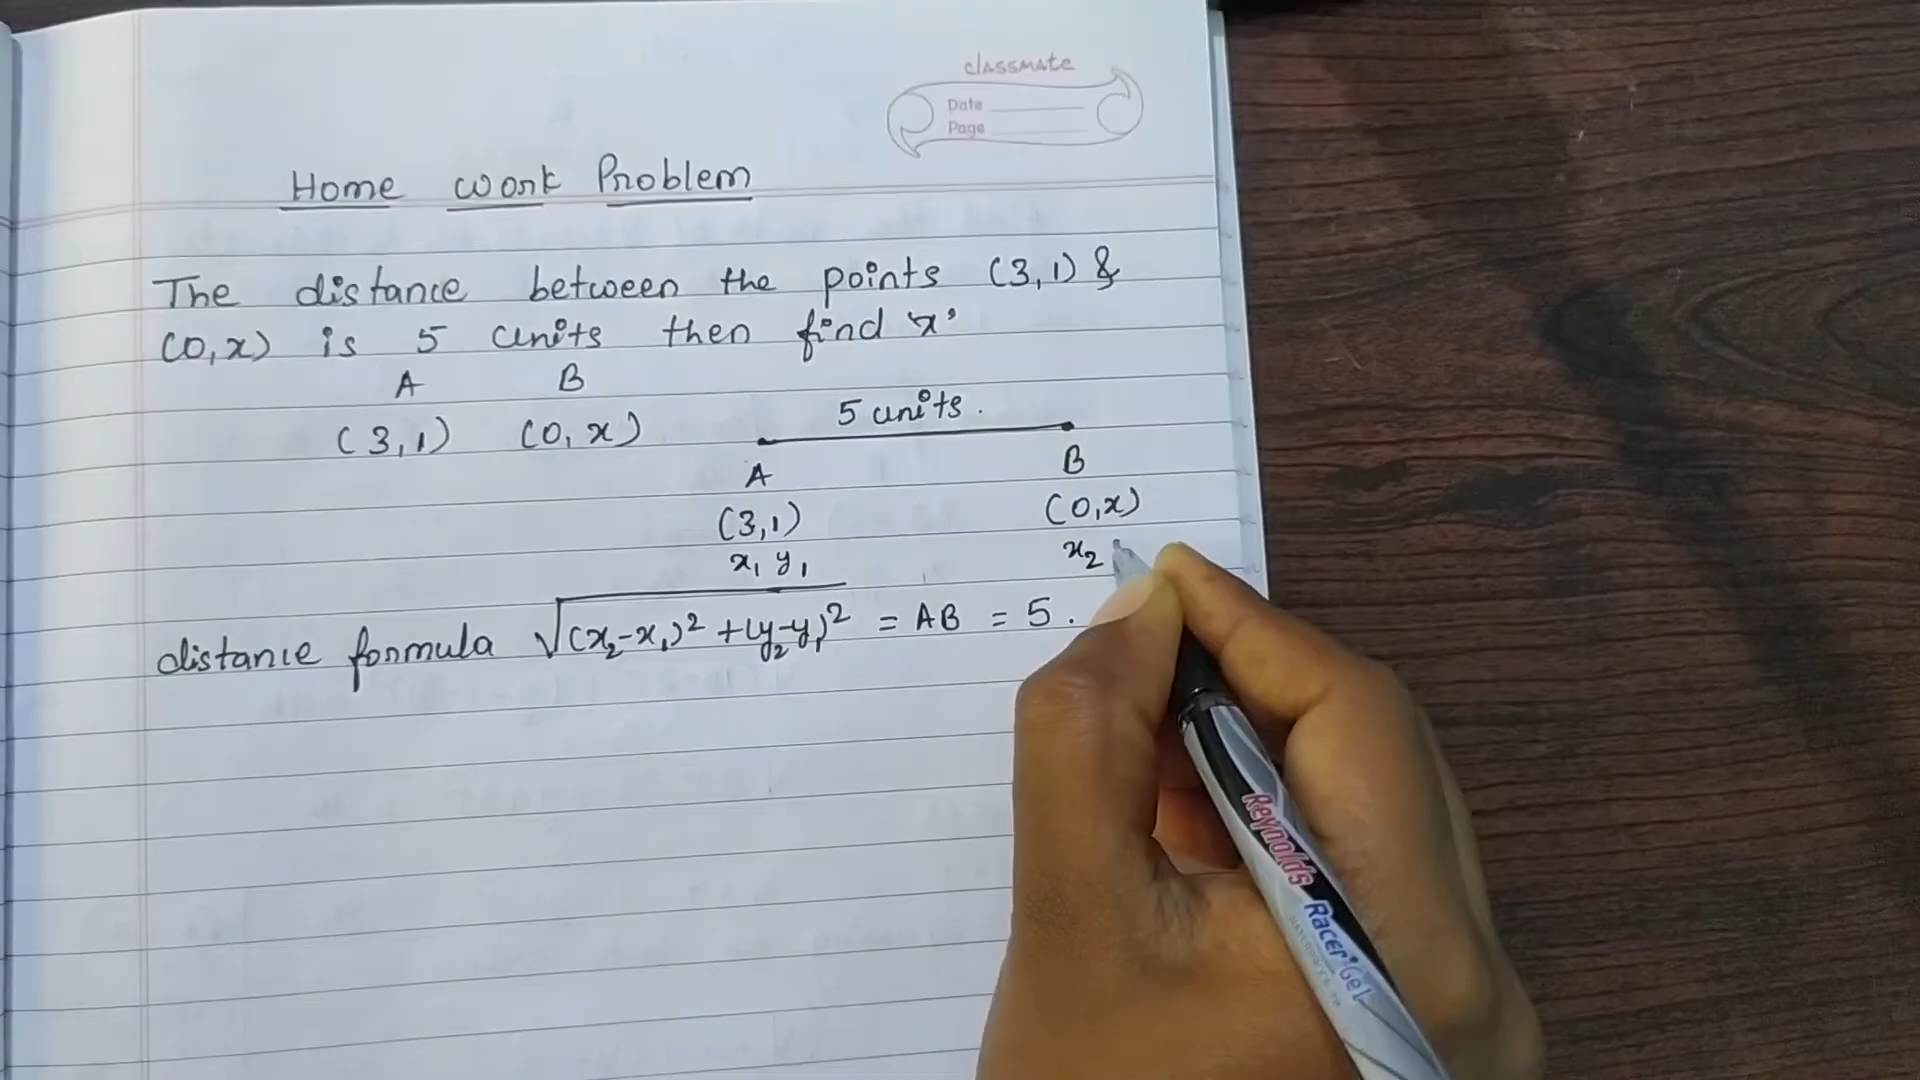 classmate
Date
Page
Home work Problem
The distance between the points (3,1) &
(0,x) is 5 units then find 'x'
A B
(3,1) (0,x) 5 units.
A B
(3,1) (0,x)
x₁ y₁ x₂
distance formula √(x₂-x₁)² + (y₂-y₁)² = AB = 5.
Reynolds Racer Gel